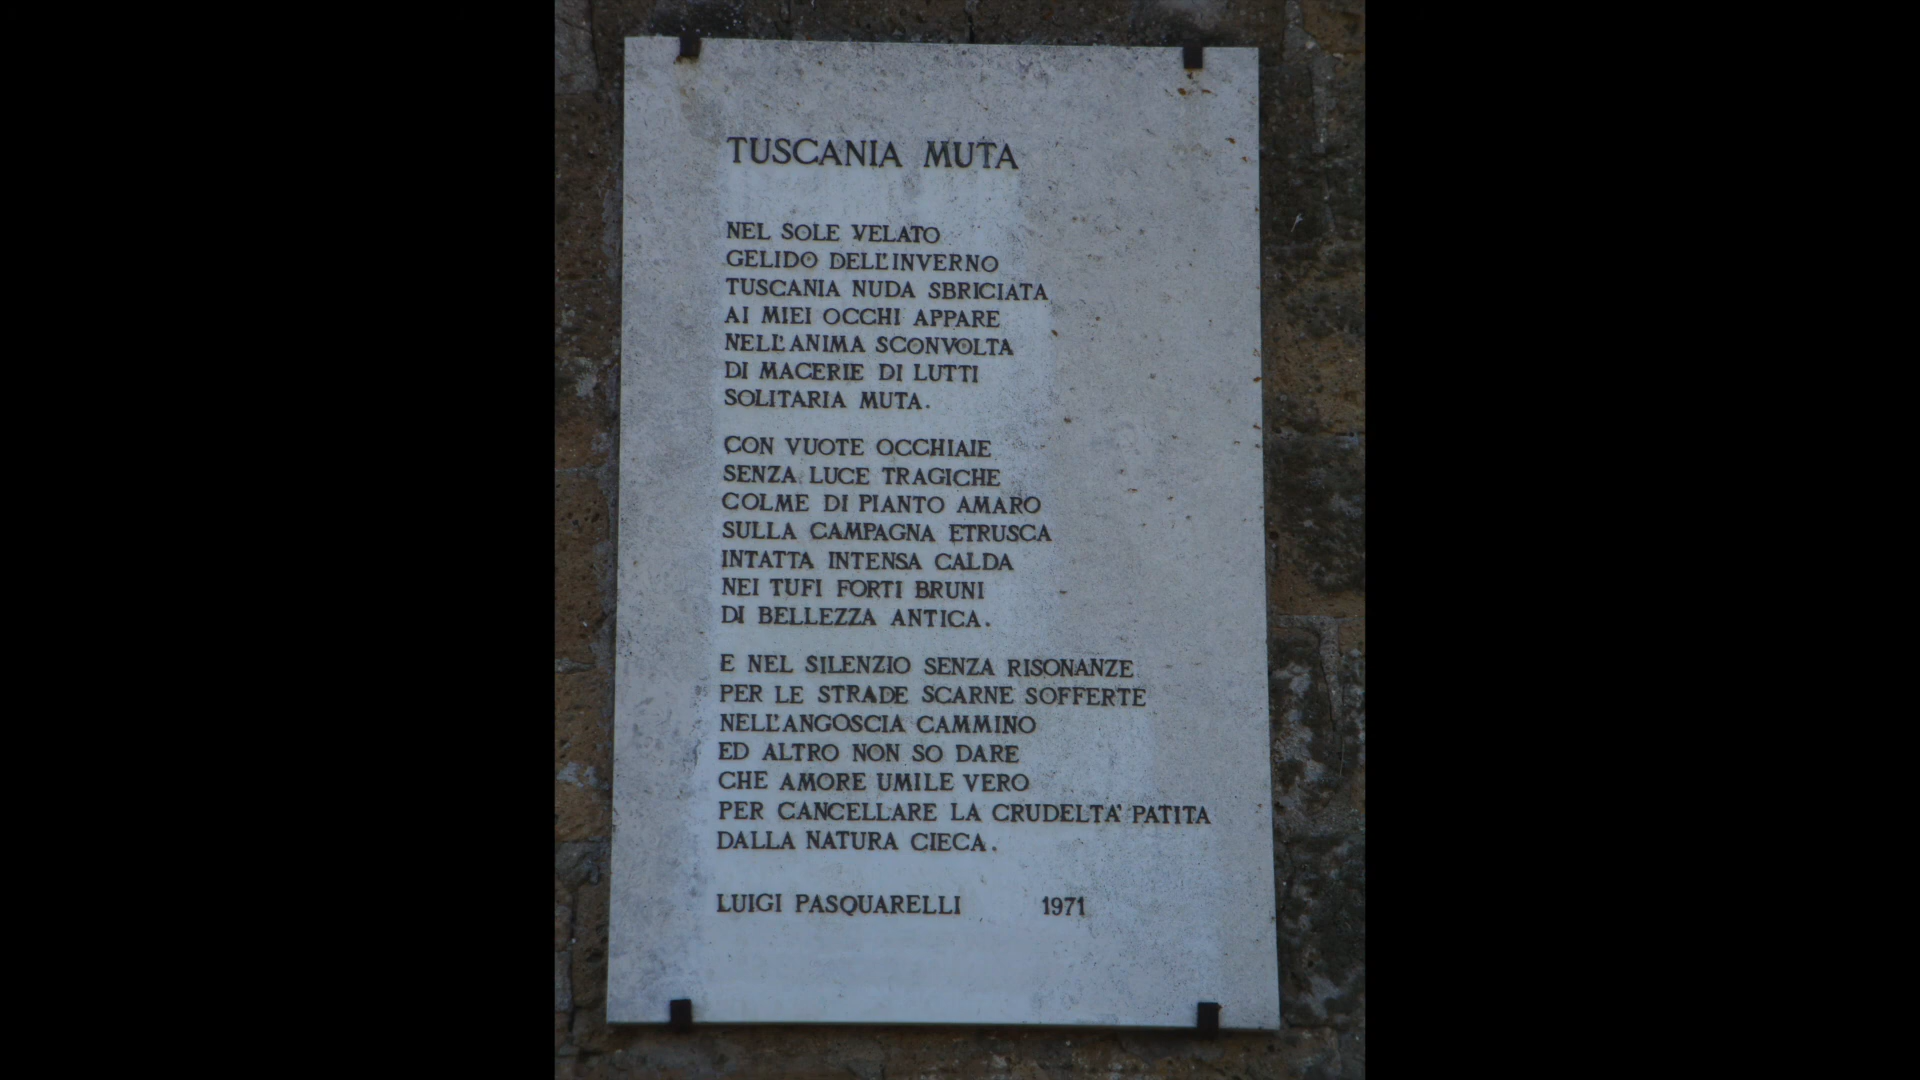 TUSCANIA MUTA
NEL SOLE VELATO
GELIDO DELL'INVERNO
TUSCANIA NUDA SBRICIATA
AI MIEI OCCHI APPARE
NELL'ANIMA SCONVOLTA
DI MACERIE DI LUTTI
SOLITARIA MUTA.
CON VUOTE OCCHIAIE
SENZA LUCE TRAGICHE
COLME DI PIANTO AMARO
SULLA CAMPAGNA ETRUSCA
INTATTA INTENSA CALDA
NEI TUFI FORTI BRUNI
DI BELLEZZA ANTICA.
E NEL SILENZIO SENZA RISONANZE
PER LE STRADE SCARNE SOFFERTE
NELL'ANGOSCIA CAMMINO
ED ALTRO NON SO DARE
CHE AMORE UMILE VERO
PER CANCELLARE LA CRUDELTA' PATITA
DALLA NATURA CIECA.
LUIGI PASQUARELLI 1971